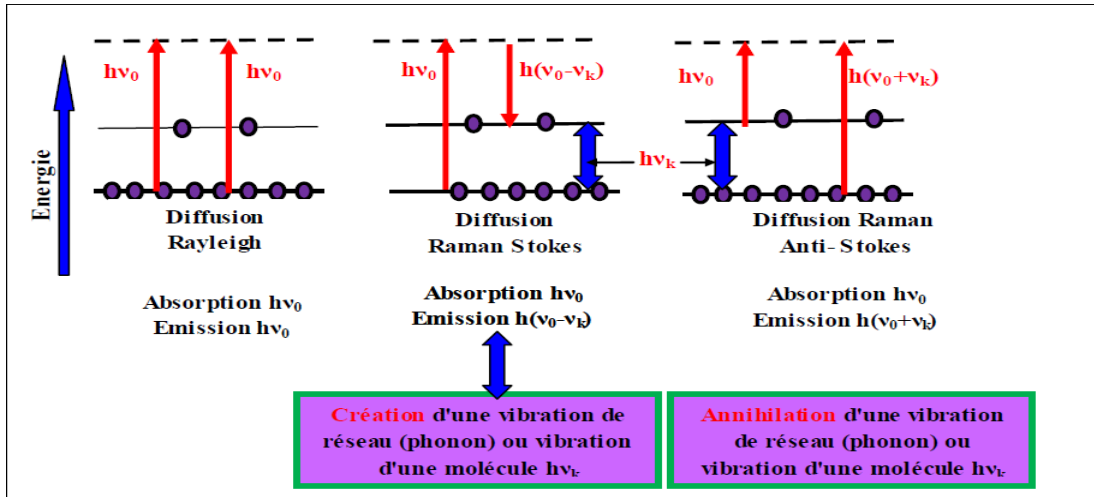 hν₀
hν₀
hν₀
h(ν₀-νₖ)
hν₀
h(ν₀+νₖ)
hνₖ
Energie
Diffusion
Rayleigh
Absorption hν₀
Emission hν₀
Diffusion
Raman Stokes
Absorption hν₀
Emission h(ν₀-νₖ)
Diffusion Raman
Anti- Stokes
Absorption hν₀
Emission h(ν₀+νₖ)
Création d'une vibration de
réseau (phonon) ou vibration
d'une molécule hνₖ
Annihilation d'une vibration
de réseau (phonon) ou
vibration d'une molécule hνₖ